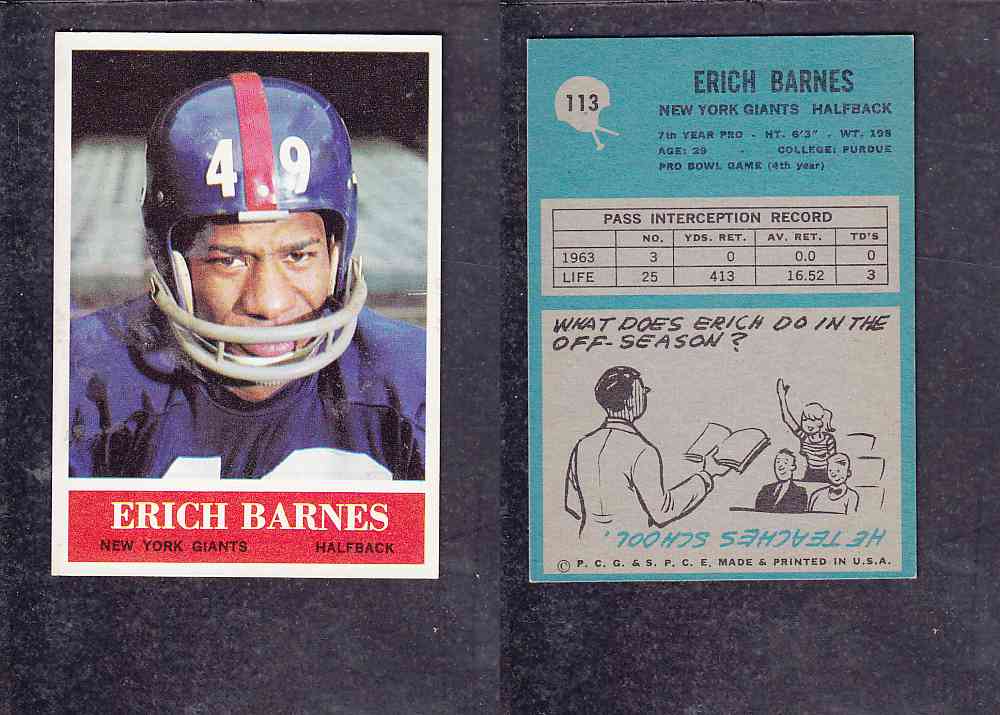 49
ERICH BARNES
NEW YORK GIANTS HALFBACK
113
ERICH BARNES
NEW YORK GIANTS HALFBACK
7th YEAR PRO - HT. 6'3" - WT. 198
AGE: 29 - COLLEGE: PURDUE
PRO BOWL GAME (4th year)
PASS INTERCEPTION RECORD
NO. YDS. RET. AV. RET. TD'S
1963 3 0 0.0 0
LIFE 25 413 16.52 3
WHAT DOES ERICH DO IN THE
OFF-SEASON?
HE TEACHES SCHOOL.
© P. C. G. & S. P. C. E, MADE & PRINTED IN U.S.A.